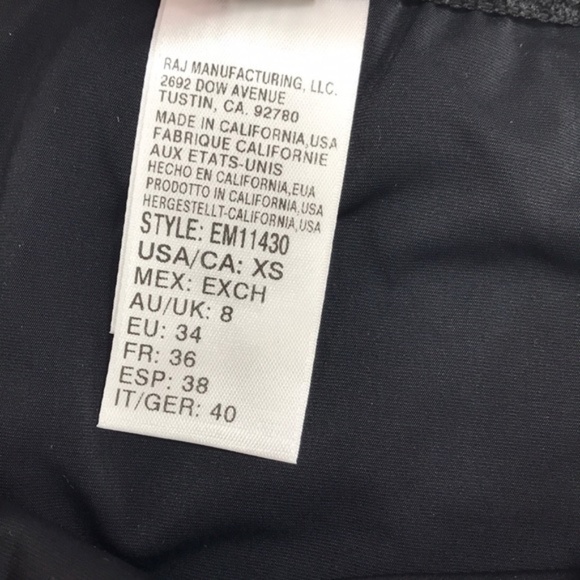 RAJ MANUFACTURING, LLC.
2692 DOW AVENUE
TUSTIN, CA. 92780
MADE IN CALIFORNIA,USA
FABRIQUE CALIFORNIE
AUX ETATS-UNIS
HECHO EN CALIFORNIA,EUA
PRODOTTO IN CALIFORNIA,USA
HERGESTELLT-CALIFORNIA,USA
STYLE: EM11430
USA/CA: XS
MEX: EXCH
AU/UK: 8
EU: 34
FR: 36
ESP: 38
IT/GER: 40